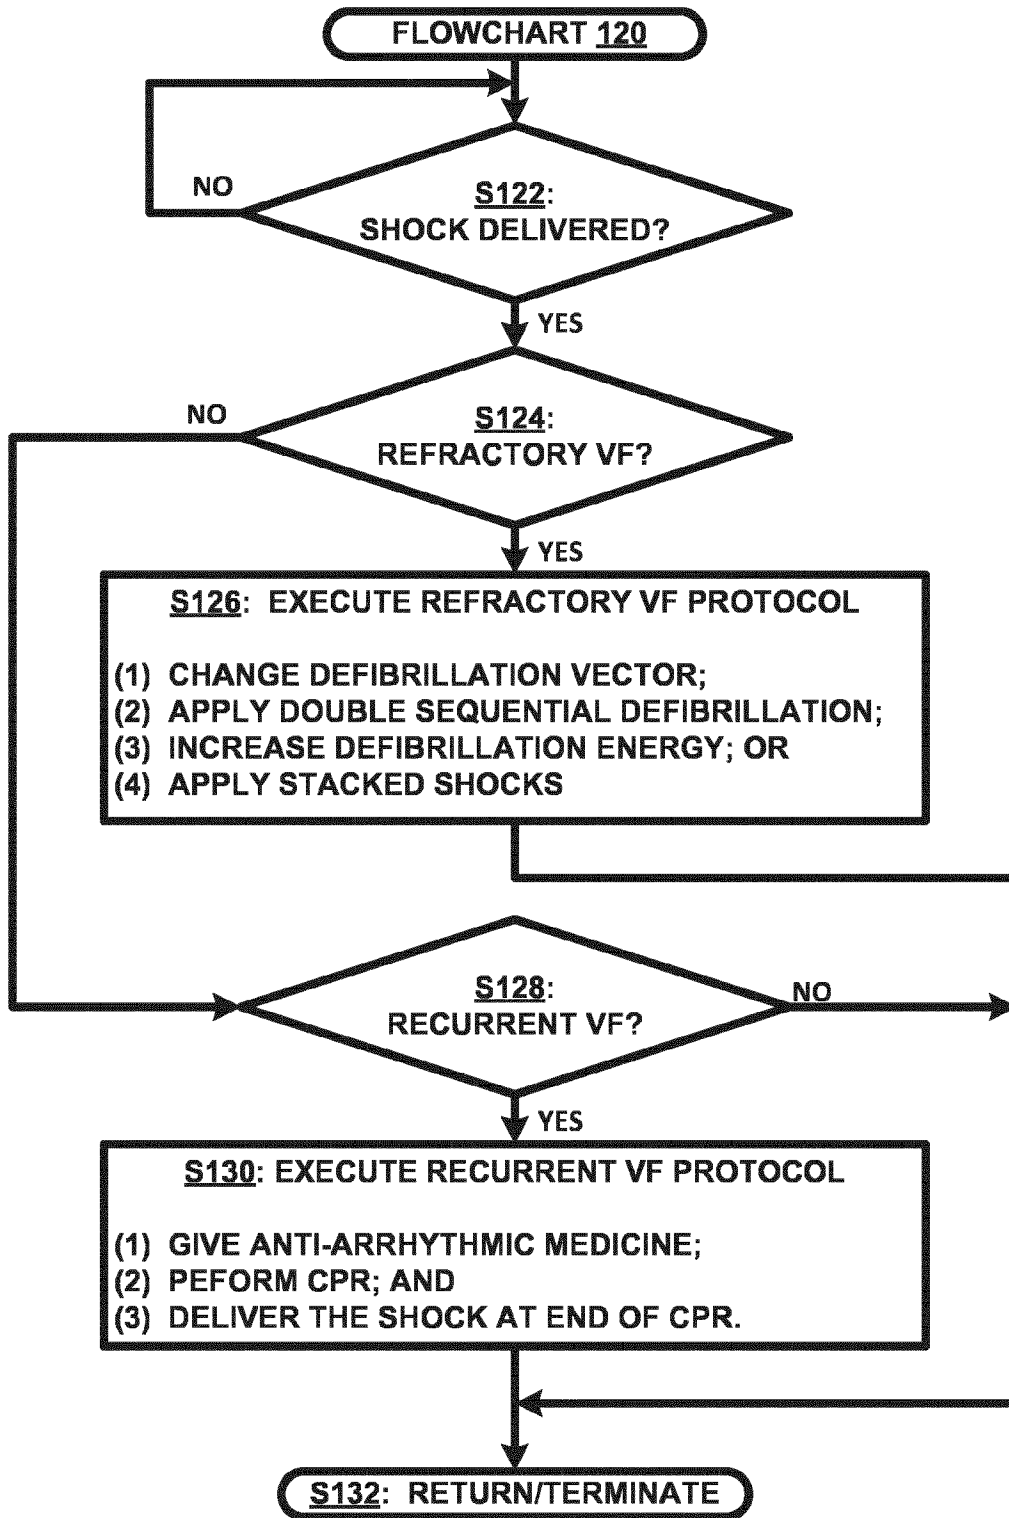 FLOWCHART 120
NO
S122:
SHOCK DELIVERED?
YES
NO
S124:
REFRACTORY VF?
YES
S126: EXECUTE REFRACTORY VF PROTOCOL
(1) CHANGE DEFIBRILLATION VECTOR;
(2) APPLY DOUBLE SEQUENTIAL DEFIBRILLATION;
(3) INCREASE DEFIBRILLATION ENERGY; OR
(4) APPLY STACKED SHOCKS
S128:
RECURRENT VF?
NO
YES
S130: EXECUTE RECURRENT VF PROTOCOL
(1) GIVE ANTI-ARRHYTHMIC MEDICINE;
(2) PEFORM CPR; AND
(3) DELIVER THE SHOCK AT END OF CPR.
S132: RETURN/TERMINATE